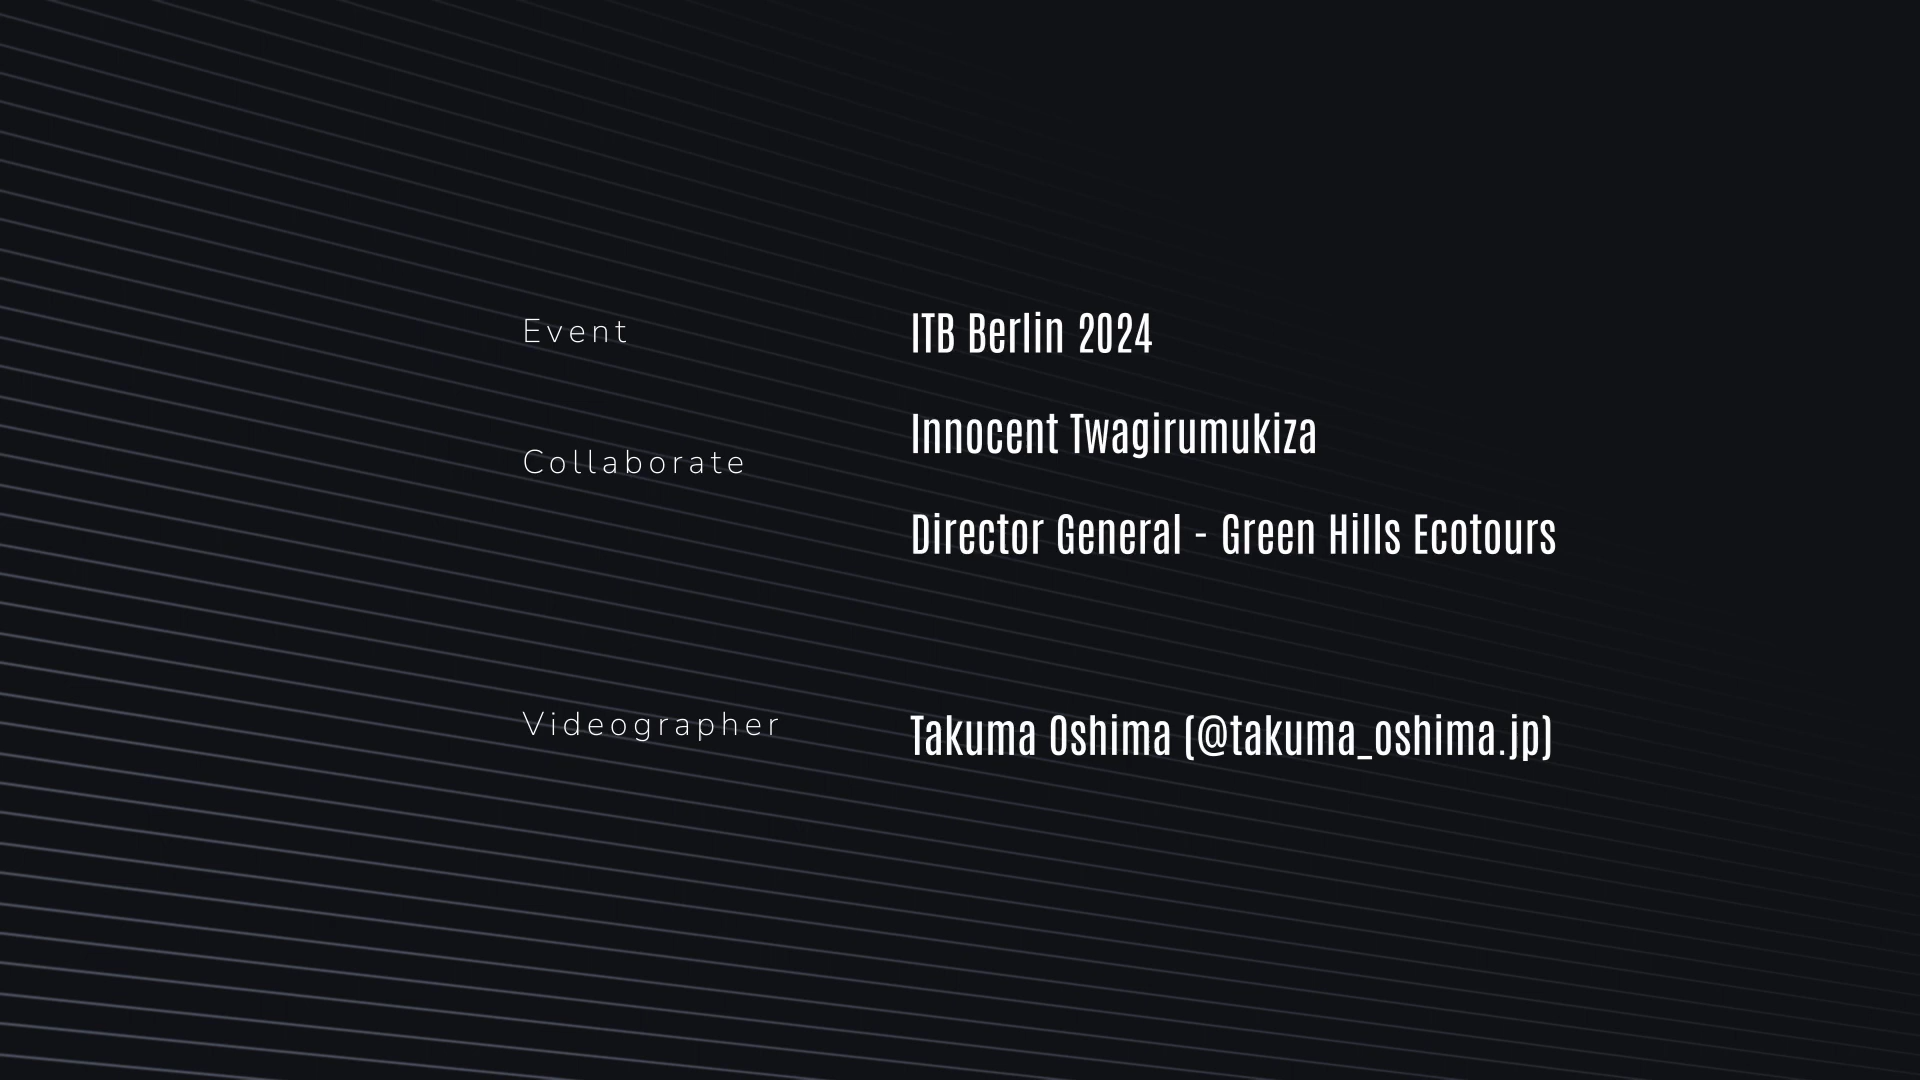 Event
ITB Berlin 2024
Collaborate
Innocent Twagirumukiza
Director General - Green Hills Ecotours
Videographer
Takuma Oshima (@takuma_oshima.jp)